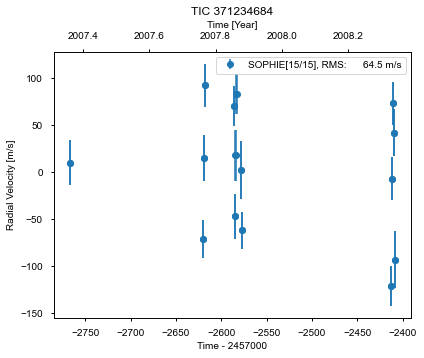 TIC 371234684
Time [Year]
2007.4 2007.6 2007.8 2008.0 2008.2
SOPHIE[15/15], RMS: 64.5 m/s
Radial Velocity [m/s]
100
50
0
−50
−100
−150
−2750 −2700 −2650 −2600 −2550 −2500 −2450 −2400
Time - 2457000